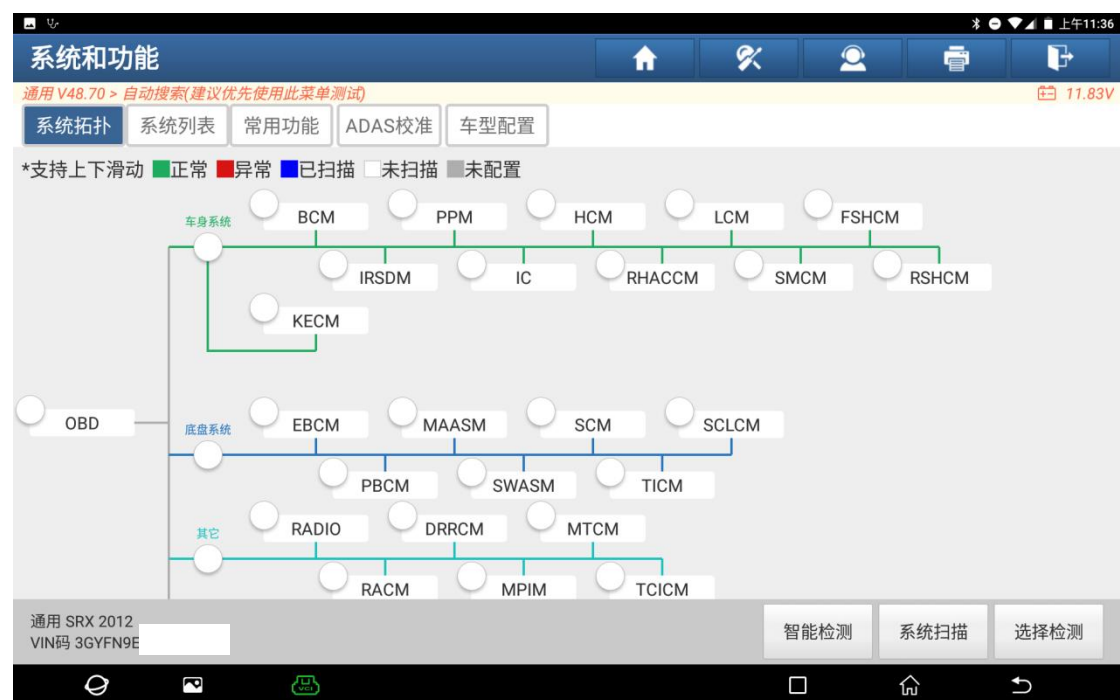 上午11:36
系统和功能
通用 V48.70 > 自动搜索(建议优先使用此菜单测试) 11.83V
系统拓扑 系统列表 常用功能 ADAS校准 车型配置
*支持上下滑动 正常 异常 已扫描 未扫描 未配置
车身系统 BCM PPM HCM LCM FSHCM
IRSDM IC RHACCM SMCM RSHCM
KECM
OBD
底盘系统 EBCM MAASM SCM SCLCM
PBCM SWASM TICM
其它 RADIO DRRCM MTCM
RACM MPIM TCICM
通用 SRX 2012
VIN码 3GYFN9E
智能检测 系统扫描 选择检测
VCI